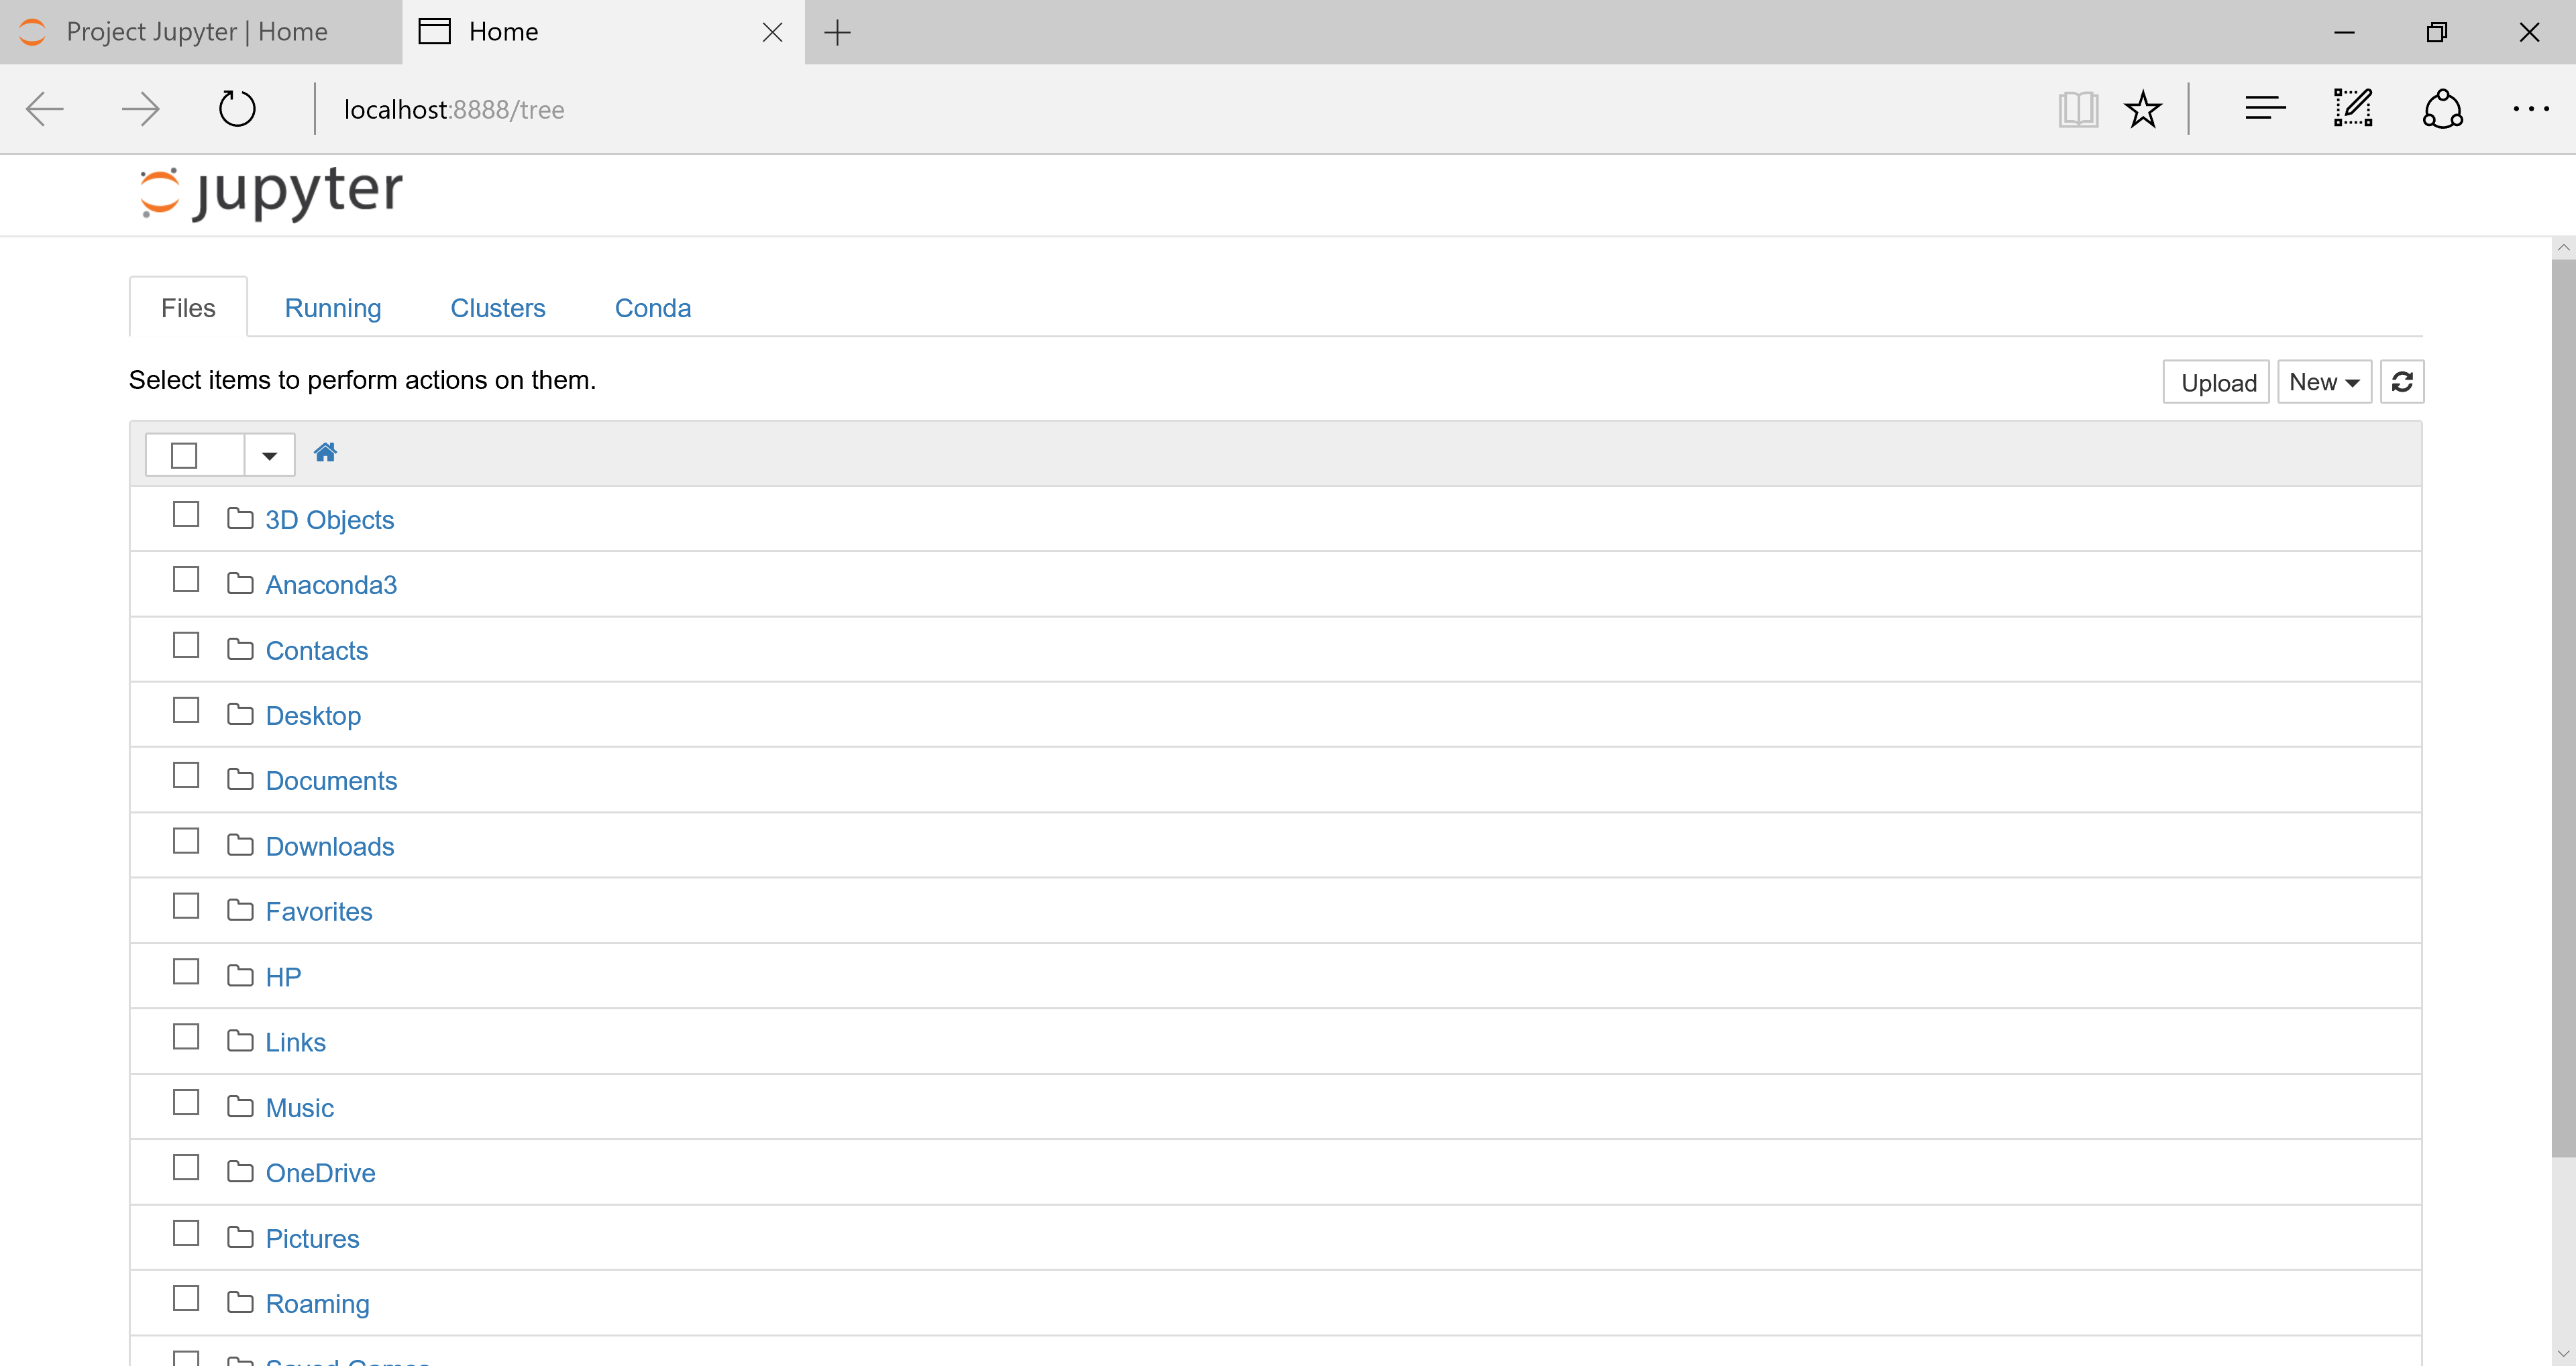 Project Jupyter | Home
Home
localhost:8888/tree
jupyter
Files
Running
Clusters
Conda
Select items to perform actions on them.
Upload
New
3D Objects
Anaconda3
Contacts
Desktop
Documents
Downloads
Favorites
HP
Links
Music
OneDrive
Pictures
Roaming